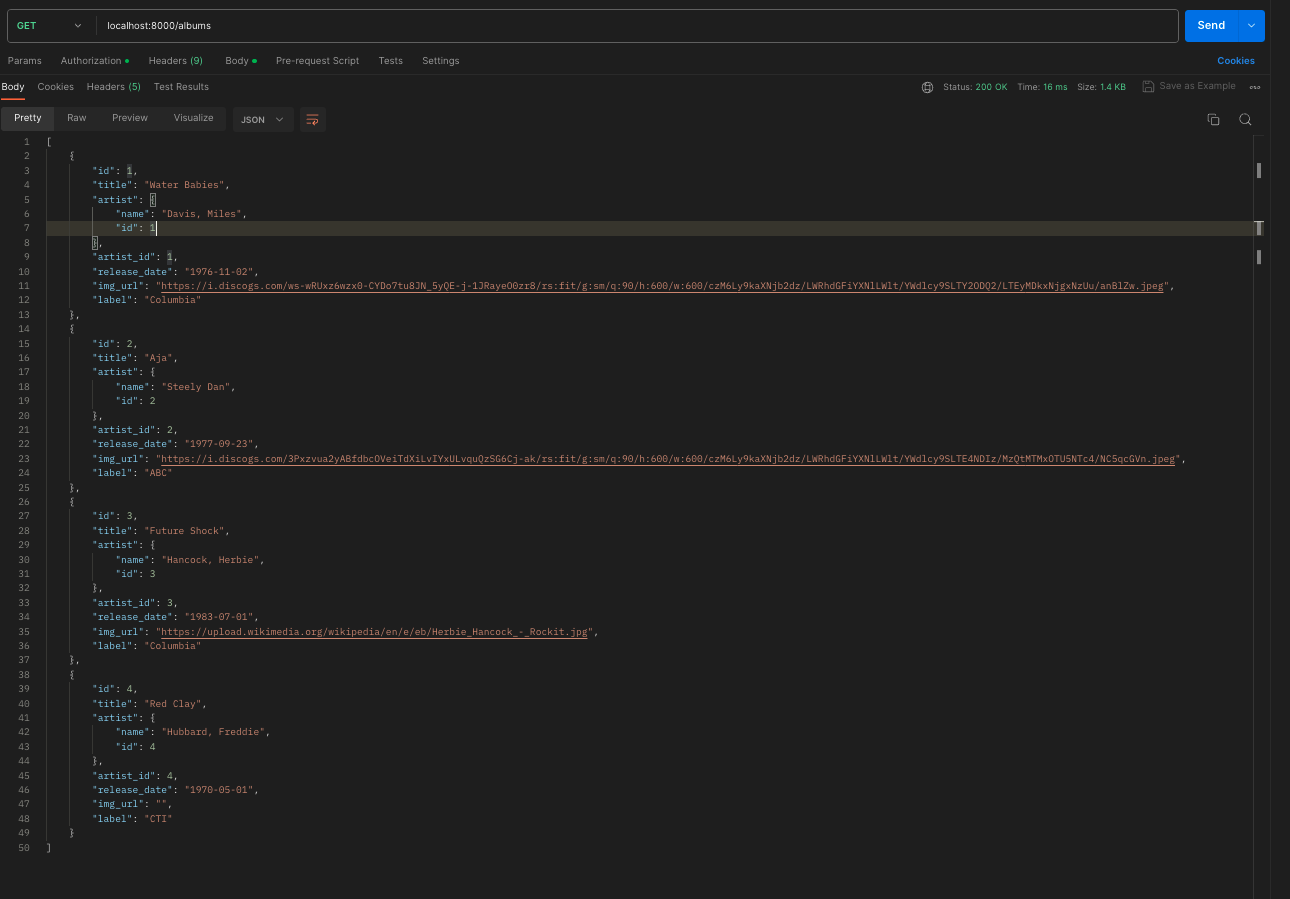 GET localhost:8000/albums Send
Params Authorization Headers (9) Body Pre-request Script Tests Settings Cookies
Body Cookies Headers (5) Test Results Status: 200 OK Time: 16 ms Size: 1.4 KB Save as Example
Pretty Raw Preview Visualize JSON
1 [
2 {
3 "id": 1,
4 "title": "Water Babies",
5 "artist": {
6 "name": "Davis, Miles",
7 "id": 1
8 },
9 "artist_id": 1,
10 "release_date": "1976-11-02",
11 "img_url": "https://i.discogs.com/ws-wRUxz6wzx0-CYDo7tu8JN_5yQE-j-1JRayeO0zr8/rs:fit/g:sm/q:90/h:600/w:600/czM6Ly9kaXNjb2dz/LWRhdGFiYXNlLWlt/YWdlcy9SLTY2ODQ2/LTEyMDkxNjgxNzUu/anBlZw.jpeg",
12 "label": "Columbia"
13 },
14 {
15 "id": 2,
16 "title": "Aja",
17 "artist": {
18 "name": "Steely Dan",
19 "id": 2
20 },
21 "artist_id": 2,
22 "release_date": "1977-09-23",
23 "img_url": "https://i.discogs.com/3Pxzvua2yABfdbcOVeiTdXiLvIYxULvquQzSG6Cj-ak/rs:fit/g:sm/q:90/h:600/w:600/czM6Ly9kaXNjb2dz/LWRhdGFiYXNlLWlt/YWdlcy9SLTE4NDIz/MzQtMTMxOTU5NTc4/NC5qcGVn.jpeg",
24 "label": "ABC"
25 },
26 {
27 "id": 3,
28 "title": "Future Shock",
29 "artist": {
30 "name": "Hancock, Herbie",
31 "id": 3
32 },
33 "artist_id": 3,
34 "release_date": "1983-07-01",
35 "img_url": "https://upload.wikimedia.org/wikipedia/en/e/eb/Herbie_Hancock_-_Rockit.jpg",
36 "label": "Columbia"
37 },
38 {
39 "id": 4,
40 "title": "Red Clay",
41 "artist": {
42 "name": "Hubbard, Freddie",
43 "id": 4
44 },
45 "artist_id": 4,
46 "release_date": "1970-05-01",
47 "img_url": "",
48 "label": "CTI"
49 }
50 ]